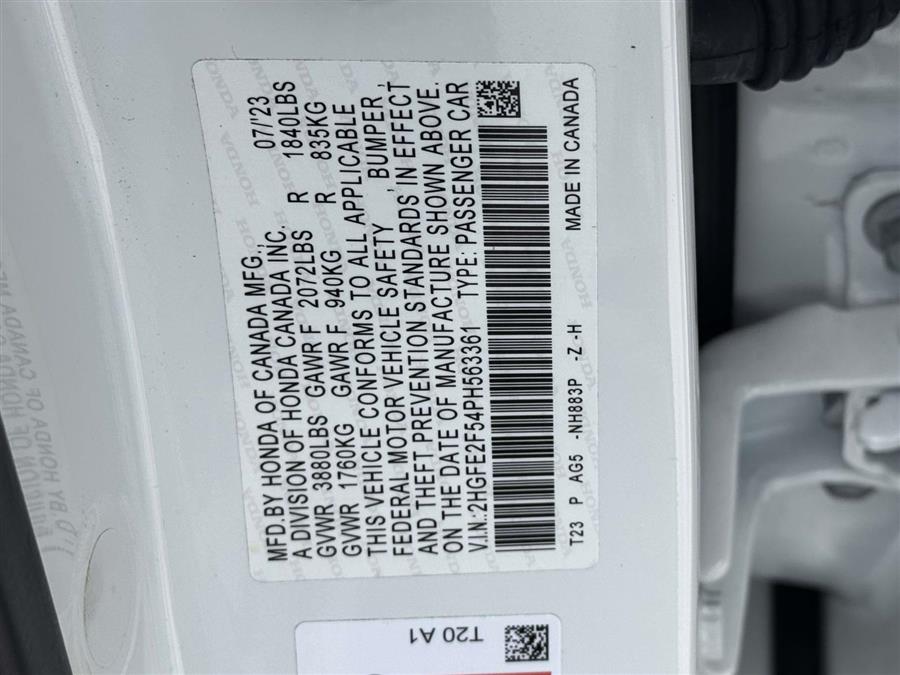 MFD.BY HONDA OF CANADA MFG., 07/'23
A DIVISION OF HONDA CANADA INC.
GVWR 3880LBS GAWR F 2072LBS R 1840LBS
GVWR 1760KG GAWR F 940KG R 835KG
THIS VEHICLE CONFORMS TO ALL APPLICABLE
FEDERAL MOTOR VEHICLE SAFETY , BUMPER ,
AND THEFT PREVENTION STANDARDS IN EFFECT
ON THE DATE OF MANUFACTURE SHOWN ABOVE.
V.I.N.:2HGFE2F54PH563361 TYPE: PASSENGER CAR
T23 P AG5 -NH883P -Z -H MADE IN CANADA
T20 A1